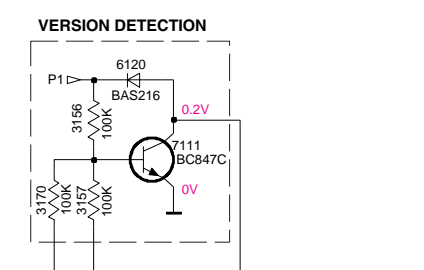 VERSION DETECTION
6120
P1
BAS216
0.2V
3156
100K
7111
BC847C
3170
100K
3157
100K
0V